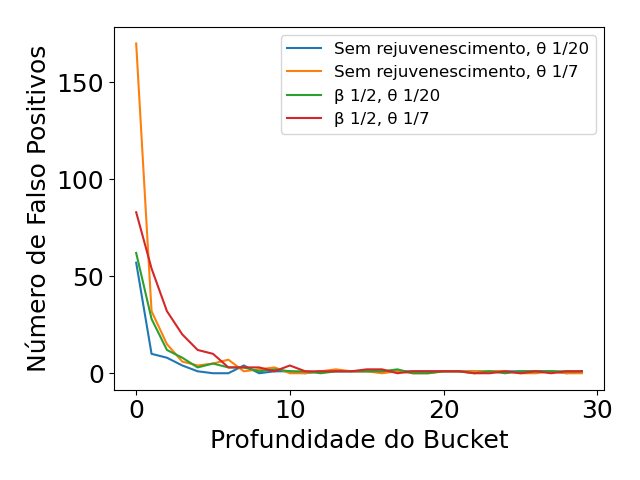 Sem rejuvenescimento, θ 1/20
Sem rejuvenescimento, θ 1/7
β 1/2, θ 1/20
β 1/2, θ 1/7
Número de Falso Positivos
150
100
50
0
0 10 20 30
Profundidade do Bucket